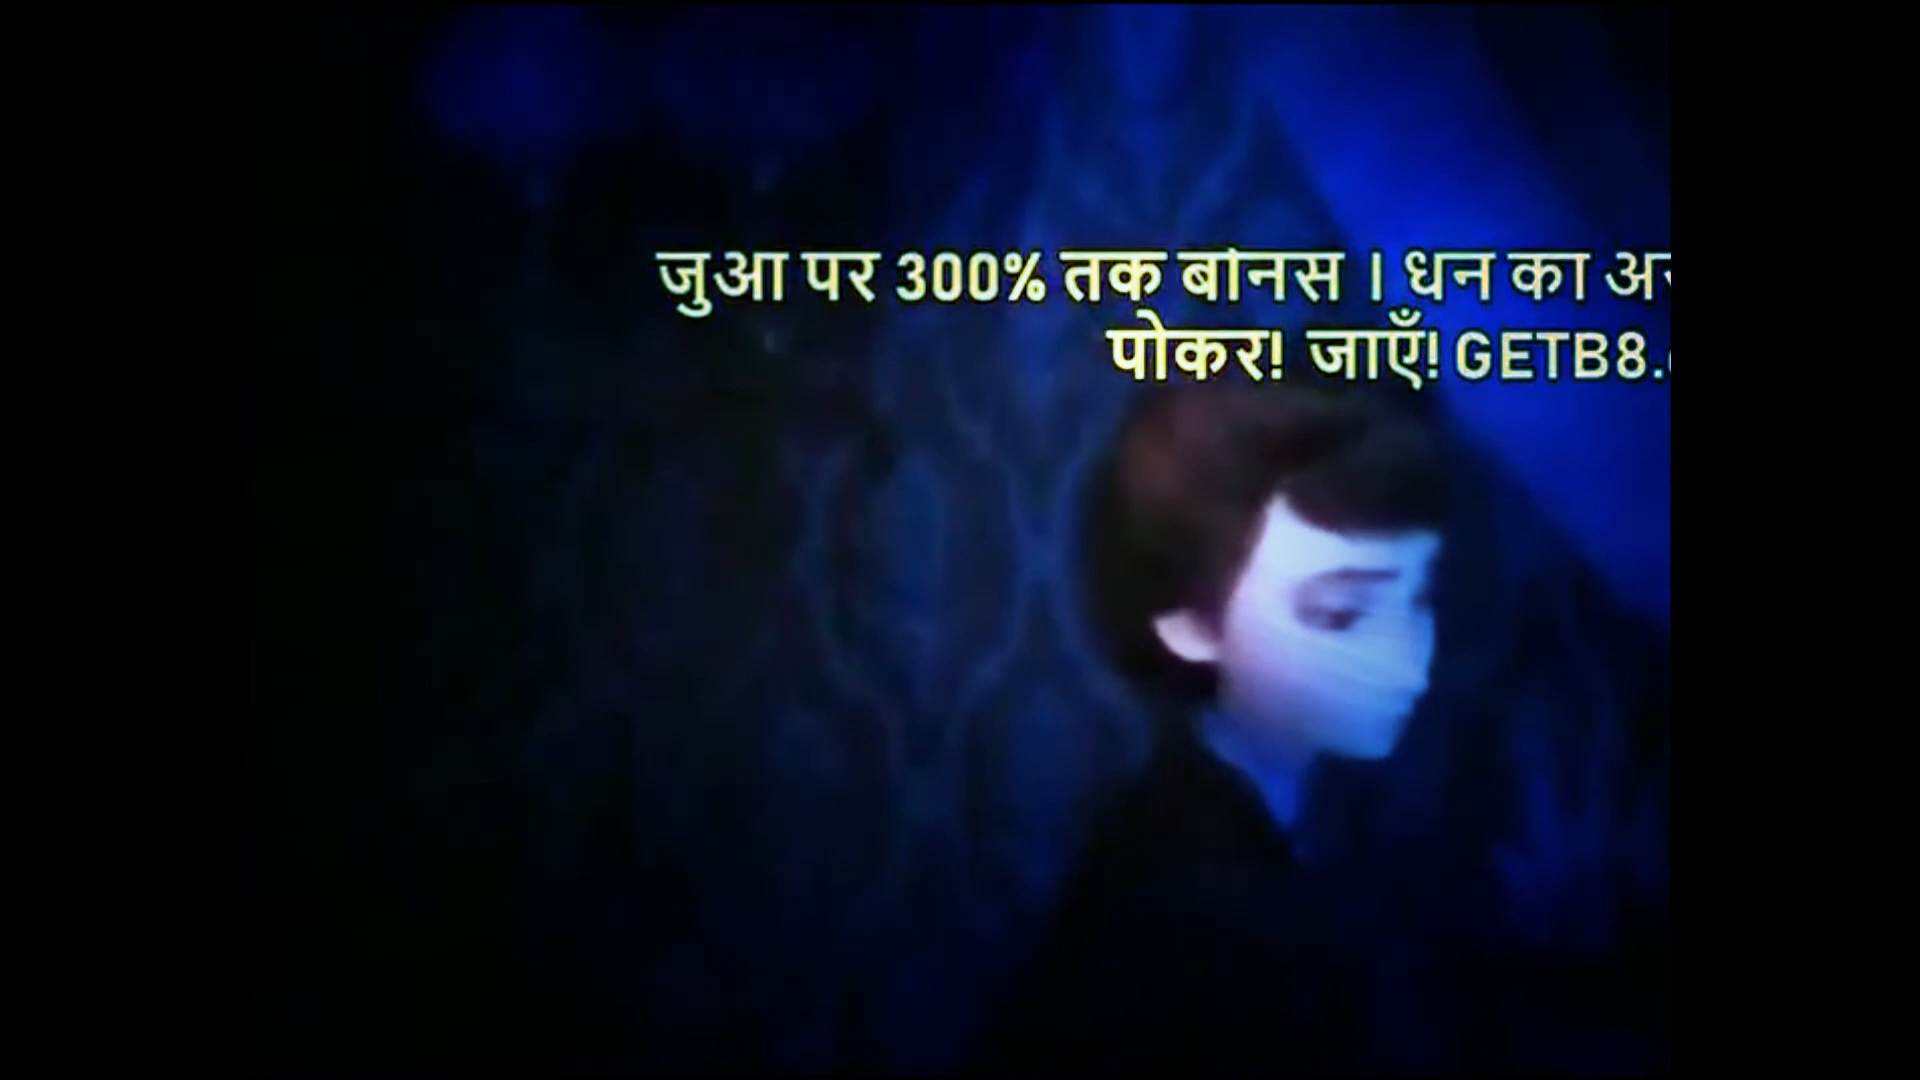 जुआ पर 300% तक बोनस । धन का
पोकर! जाएँ! GETB8.